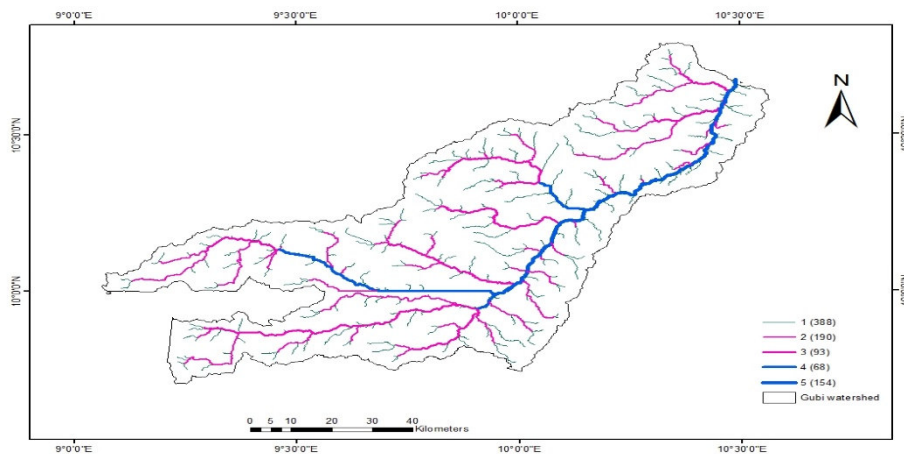 9°0'0"E 9°30'0"E 10°0'0"E 10°30'0"E
N
10°30'0"N
10°0'0"N
1 (388)
2 (190)
3 (93)
4 (68)
5 (154)
Gubi watershed
0 5 10 20 30 40
Kilometers
9°0'0"E 9°30'0"E 10°0'0"E 10°30'0"E